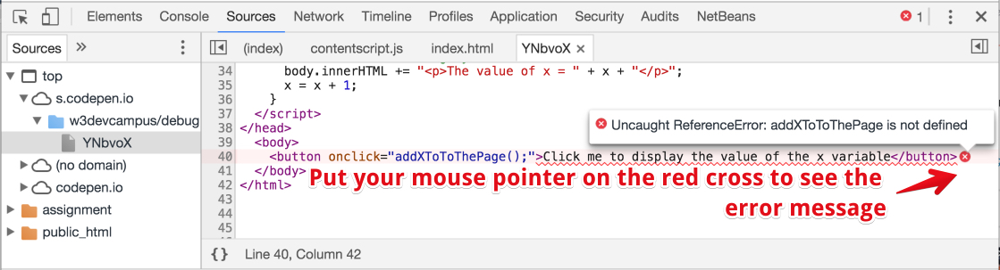 Elements Console Sources Network Timeline Profiles Application Security Audits NetBeans 1
Sources » (index) contentscript.js index.html YNbvoX ×
top
s.codepen.io
w3devcampus/debug
YNbvoX
(no domain)
codepen.io
assignment
public_html
34 body.innerHTML += "<p>The value of x = " + x + "</p>";
35 x = x + 1;
36 }
37 </script>
38 </head>
39 <body>
40 <button onclick="addXToToThePage();">Click me to display the value of the x variable</button>
41 </body>
42 </html>
43
44
45
Uncaught ReferenceError: addXToToThePage is not defined
Put your mouse pointer on the red cross to see the
error message
{} Line 40, Column 42